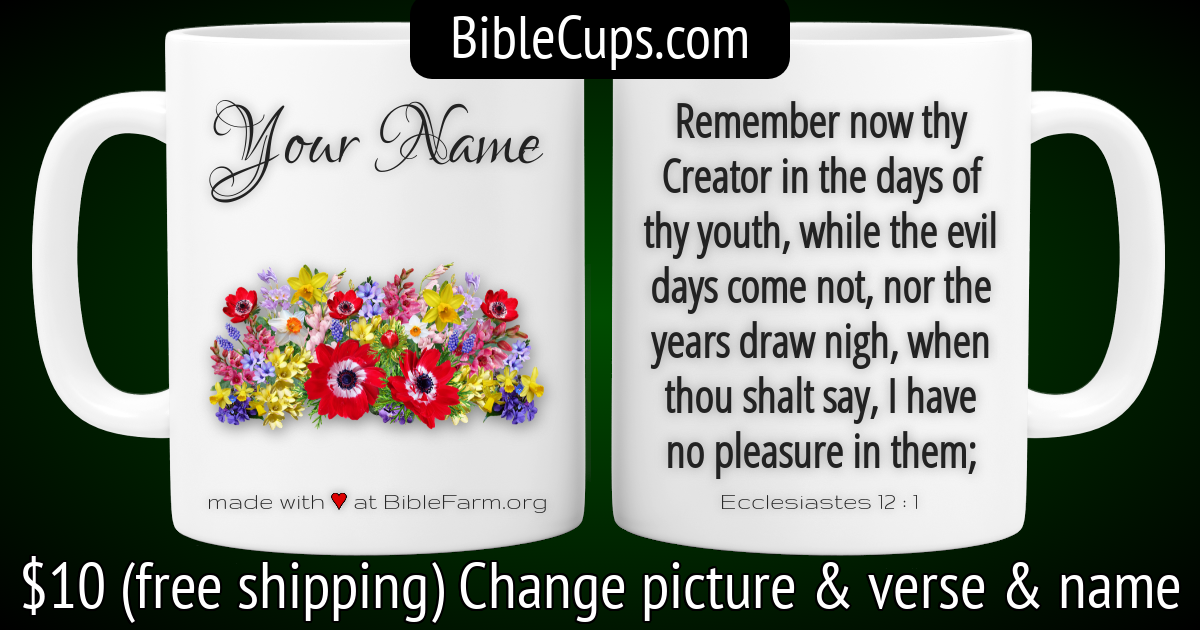 BibleCups.com
Your Name
made with ♥ at BibleFarm.org
Remember now thy
Creator in the days of
thy youth, while the evil
days come not, nor the
years draw nigh, when
thou shalt say, I have
no pleasure in them;
Ecclesiastes 12 : 1
$10 (free shipping) Change picture & verse & name